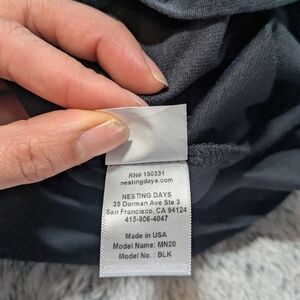 RN# 150331
nestingdays.com
NESTING DAYS
35 Dorman Ave Ste 3
San Francisco, CA 94124
415-906-4047
Made in USA
Model Name: MN20
Model No.: BLK